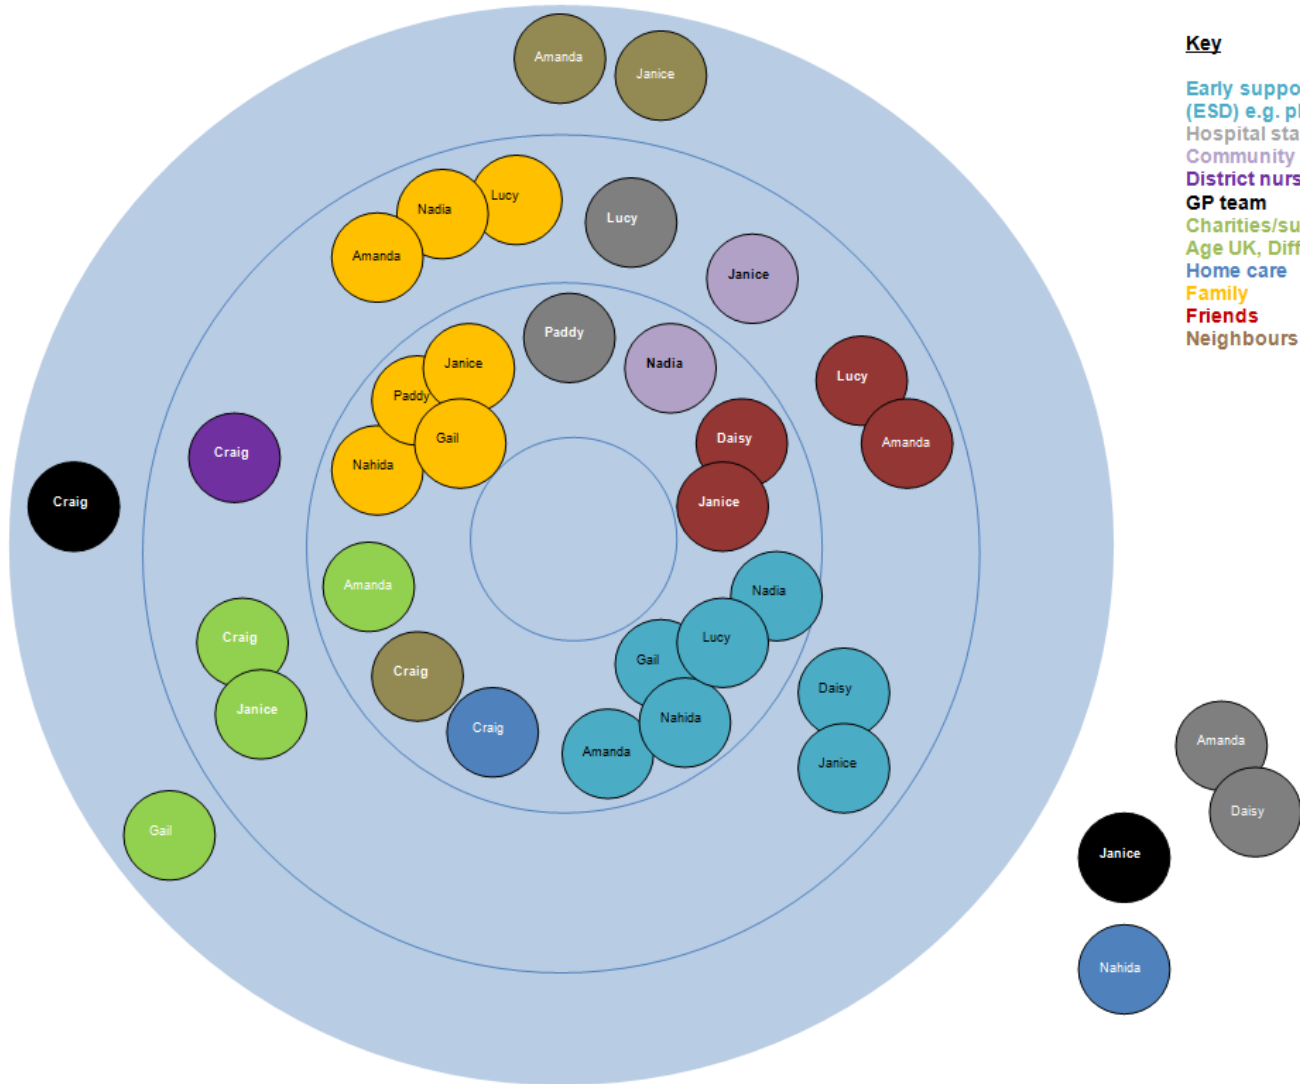 Key
Early suppo
(ESD) e.g. pl
Hospital sta
Community
District nurs
GP team
Charities/su
Age UK, Diff
Home care
Family
Friends
Neighbours
Amanda
Janice
Lucy
Nadia
Amanda
Lucy
Janice
Paddy
Janice
Nadia
Paddy
Gail
Nahida
Lucy
Amanda
Daisy
Janice
Craig
Craig
Amanda
Nadia
Craig
Lucy
Gail
Craig
Daisy
Janice
Nahida
Craig
Amanda
Janice
Gail
Amanda
Daisy
Janice
Nahida